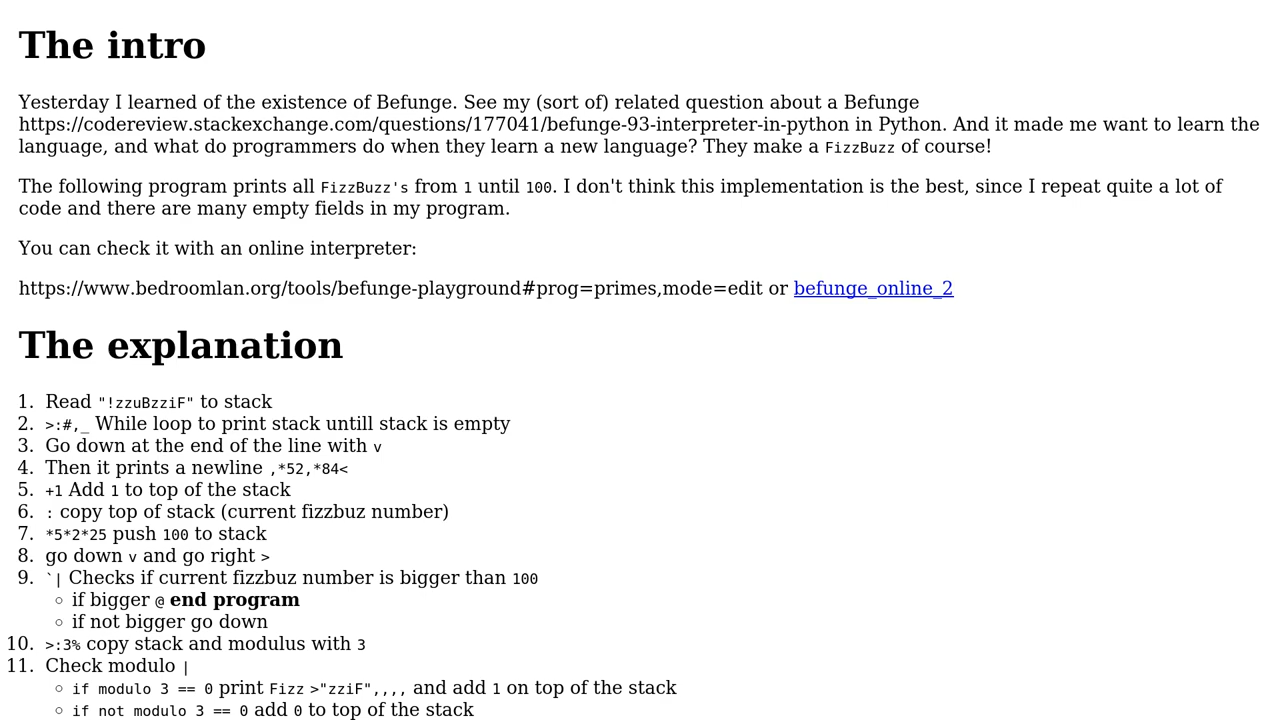 The intro
Yesterday I learned of the existence of Befunge. See my (sort of) related question about a Befunge
https://codereview.stackexchange.com/questions/177041/befunge-93-interpreter-in-python in Python. And it made me want to learn the
language, and what do programmers do when they learn a new language? They make a FizzBuzz of course!
The following program prints all FizzBuzz's from 1 until 100. I don't think this implementation is the best, since I repeat quite a lot of
code and there are many empty fields in my program.
You can check it with an online interpreter:
https://www.bedroomlan.org/tools/befunge-playground#prog=primes,mode=edit or befunge_online_2
The explanation
1. Read "!zzuBzziF" to stack
2. >:#,_ While loop to print stack untill stack is empty
3. Go down at the end of the line with v
4. Then it prints a newline ,*52,*84<
5. +1 Add 1 to top of the stack
6. : copy top of stack (current fizzbuz number)
7. *5*2*25 push 100 to stack
8. go down v and go right >
9. `| Checks if current fizzbuz number is bigger than 100
○ if bigger @ end program
○ if not bigger go down
10. >:3% copy stack and modulus with 3
11. Check modulo |
○ if modulo 3 == 0 print Fizz >"zziF",,,, and add 1 on top of the stack
○ if not modulo 3 == 0 add 0 to top of the stack